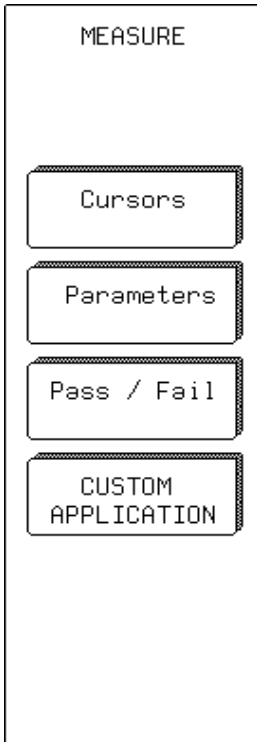 MEASURE
Cursors
Parameters
Pass / Fail
CUSTOM
APPLICATION